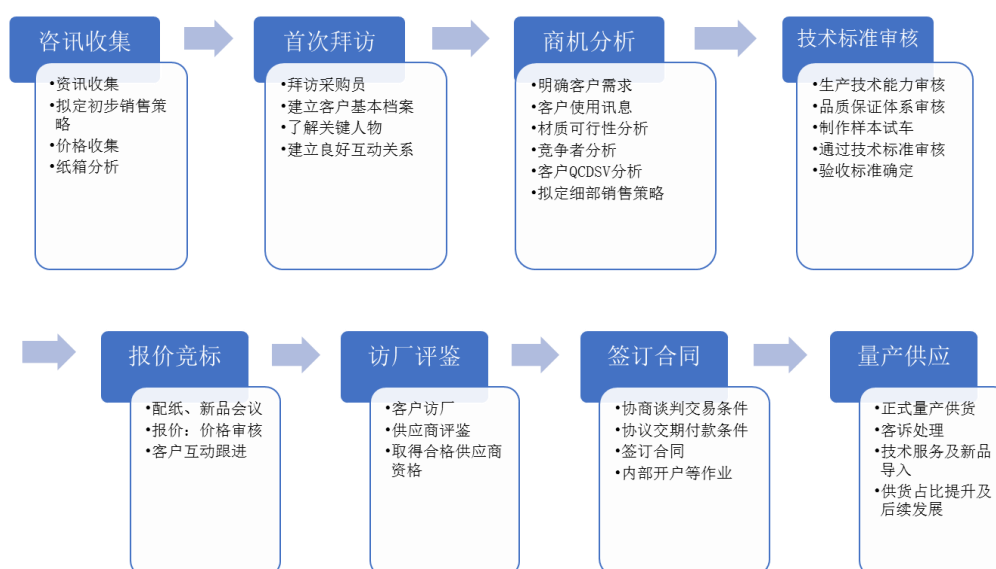 咨讯收集
•资讯收集
•拟定初步销售策
略
•价格收集
•纸箱分析
首次拜访
•拜访采购员
•建立客户基本档案
•了解关键人物
•建立良好互动关系
商机分析
•明确客户需求
•客户使用讯息
•材质可行性分析
•竞争者分析
•客户QCDSV分析
•拟定细部销售策略
技术标准审核
•生产技术能力审核
•品质保证体系审核
•制作样本试车
•通过技术标准审核
•验收标准确定
报价竞标
•配纸、新品会议
•报价：价格审核
•客户互动跟进
访厂评鉴
•客户访厂
•供应商评鉴
•取得合格供应商
资格
签订合同
•协商谈判交易条件
•协议交期付款条件
•签订合同
•内部开户等作业
量产供应
•正式量产供货
•客诉处理
•技术服务及新品
导入
•供货占比提升及
后续发展